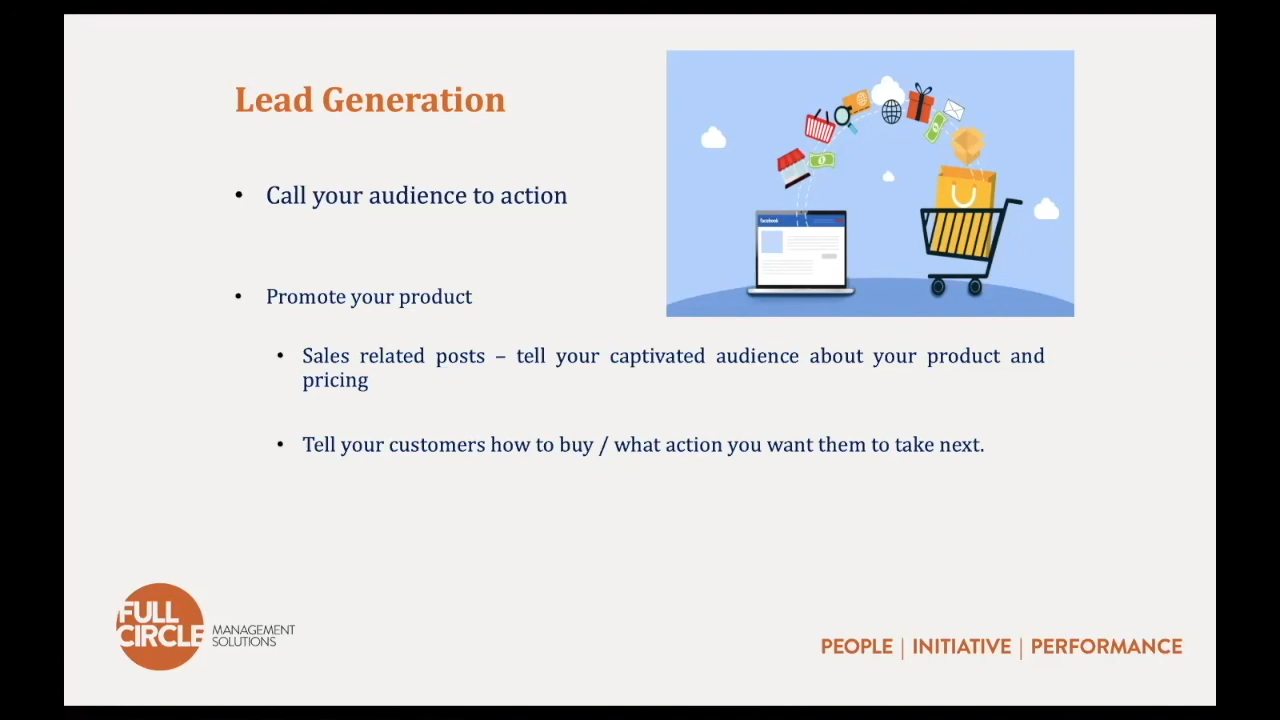 Lead Generation
• Call your audience to action
facebook
• Promote your product
• Sales related posts – tell your captivated audience about your product and
pricing
• Tell your customers how to buy / what action you want them to take next.
FULL
CIRCLE
MANAGEMENT
SOLUTIONS
PEOPLE | INITIATIVE | PERFORMANCE